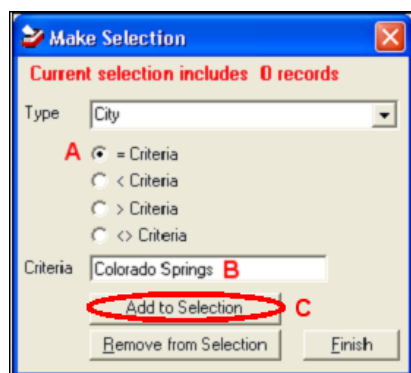 Make Selection
Current selection includes 0 records
Type City
A = Criteria
< Criteria
> Criteria
<> Criteria
Criteria Colorado Springs B
Add to Selection C
Remove from Selection Finish